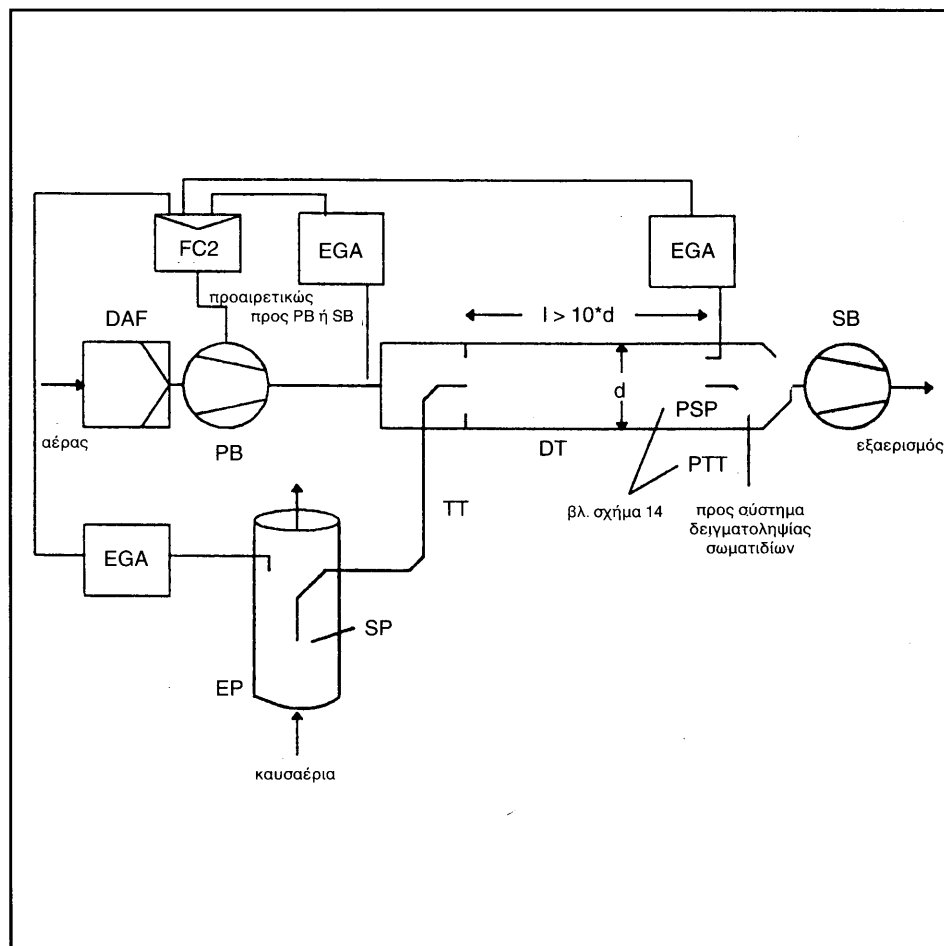 FC2
EGA
EGA
προαιρετικώς
προς PB ή SB
DAF
l > 10*d
SB
d
PSP
αέρας
PB
DT
PTT
εξαερισμός
TT
βλ. σχήμα 14
προς σύστημα
δειγματοληψίας
σωματιδίων
EGA
SP
EP
καυσαέρια